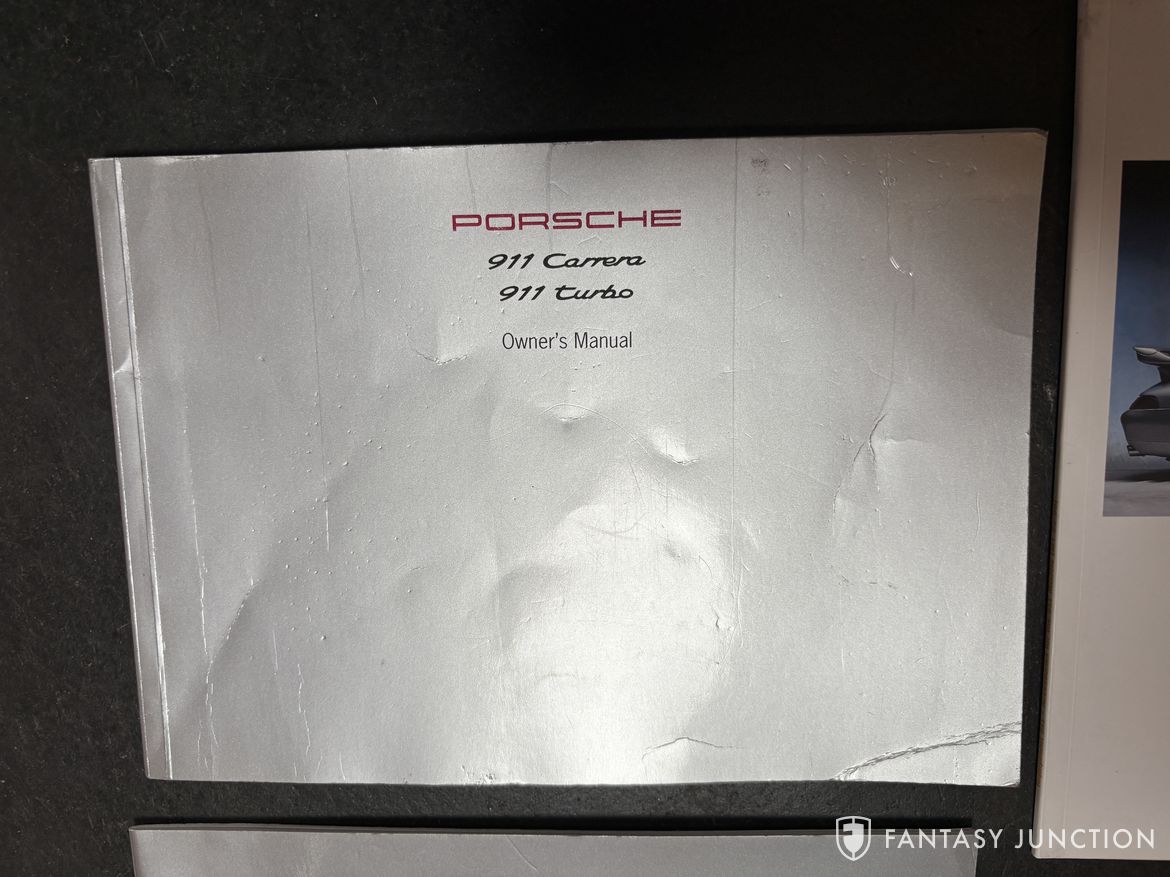 PORSCHE
911 Carrera
911 turbo
Owner's Manual
FANTASY JUNCTION